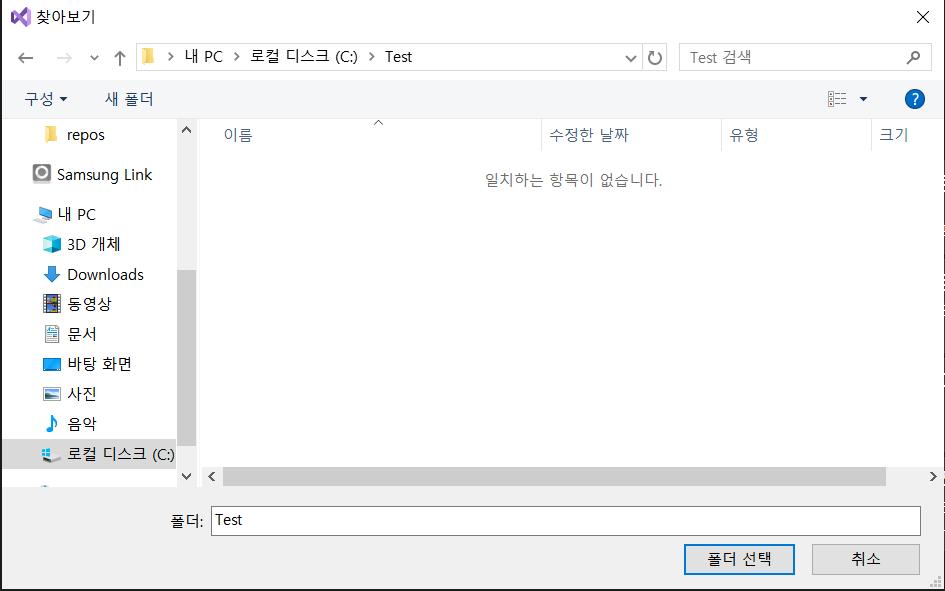 찾아보기
내 PC > 로컬 디스크 (C:) > Test
Test 검색
구성
새 폴더
?
이름
수정한 날짜
유형
크기
일치하는 항목이 없습니다.
repos
Samsung Link
내 PC
3D 개체
Downloads
동영상
문서
바탕 화면
사진
음악
로컬 디스크 (C:)
폴더: Test
폴더 선택
취소